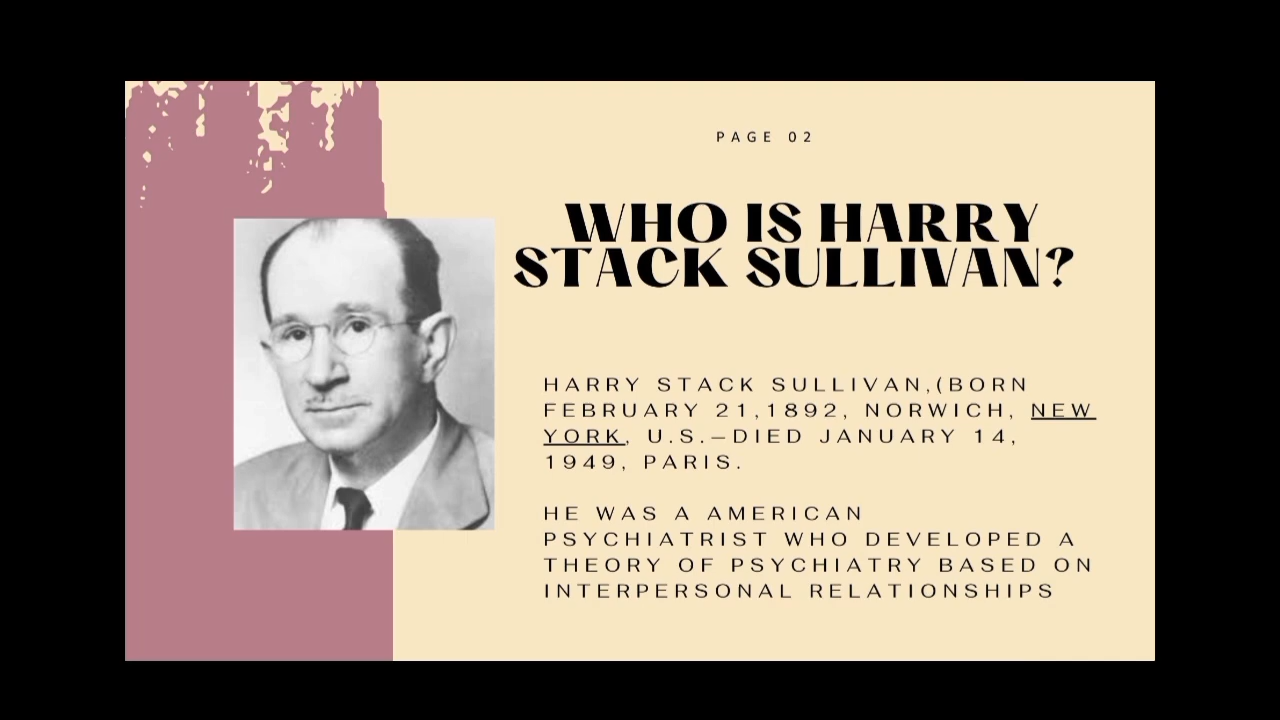 PAGE 02
WHO IS HARRY
STACK SULLIVAN?
HARRY STACK SULLIVAN,(BORN
FEBRUARY 21,1892, NORWICH, NEW
YORK, U.S.—DIED JANUARY 14,
1949, PARIS.
HE WAS A AMERICAN
PSYCHIATRIST WHO DEVELOPED A
THEORY OF PSYCHIATRY BASED ON
INTERPERSONAL RELATIONSHIPS